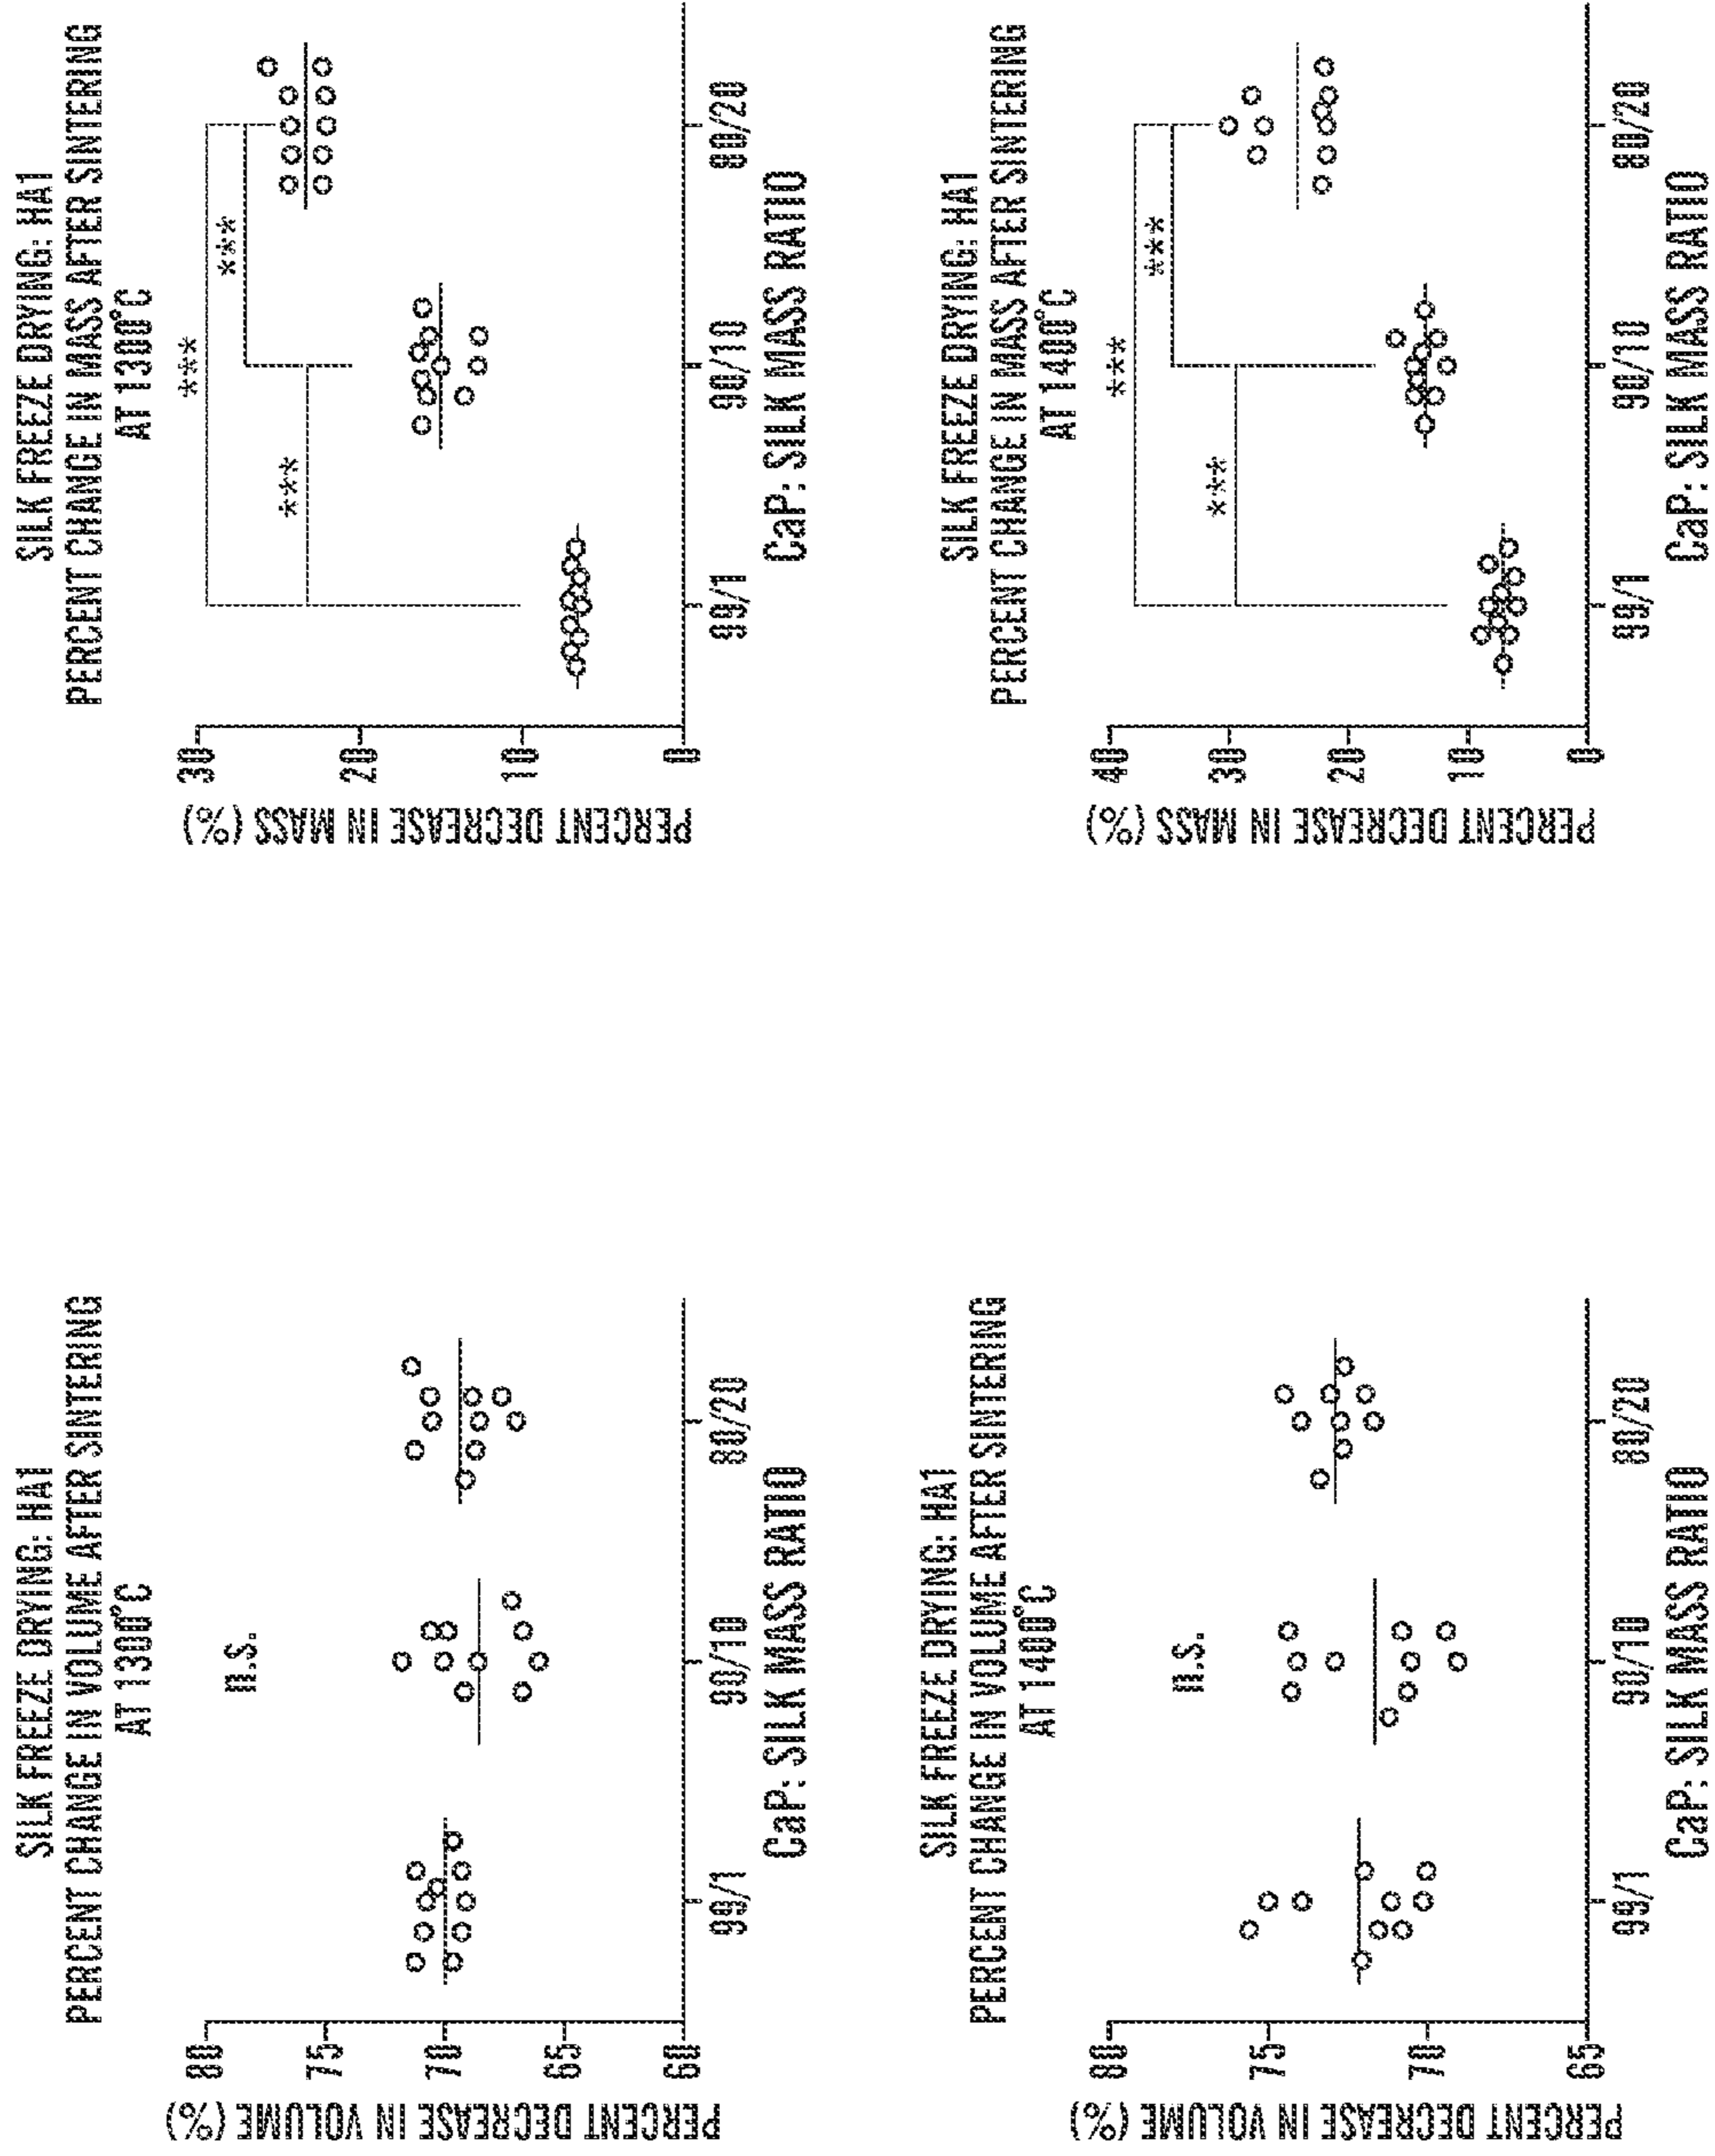 SILK FREEZE DRYING: HA1
PERCENT CHANGE IN VOLUME AFTER SINTERING
AT 1300°C
n.s.
PERCENT DECREASE IN VOLUME (%)
80
75
70
65
60
99/1
90/10
80/20
CaP: SILK MASS RATIO
SILK FREEZE DRYING: HA1
PERCENT CHANGE IN MASS AFTER SINTERING
AT 1300°C
***
***
***
PERCENT DECREASE IN MASS (%)
30
20
10
0
99/1
90/10
80/20
CaP: SILK MASS RATIO
SILK FREEZE DRYING: HA1
PERCENT CHANGE IN VOLUME AFTER SINTERING
AT 1400°C
n.s.
PERCENT DECREASE IN VOLUME (%)
80
75
70
65
99/1
90/10
80/20
CaP: SILK MASS RATIO
SILK FREEZE DRYING: HA1
PERCENT CHANGE IN MASS AFTER SINTERING
AT 1400°C
***
***
***
PERCENT DECREASE IN MASS (%)
40
30
20
10
0
99/1
90/10
80/20
CaP: SILK MASS RATIO